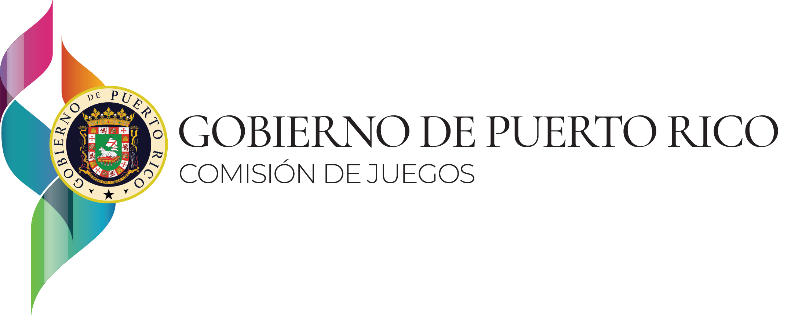 GOBIERNO DE PUERTO RICO
GOBIERNO DE PUERTO RICO
COMISIÓN DE JUEGOS